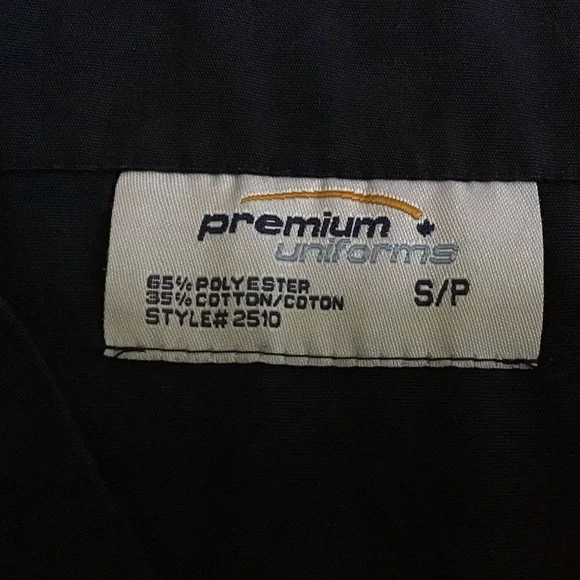 premium
uniforms
65% POLYESTER
35% COTTON/COTON
STYLE# 2510
S/P